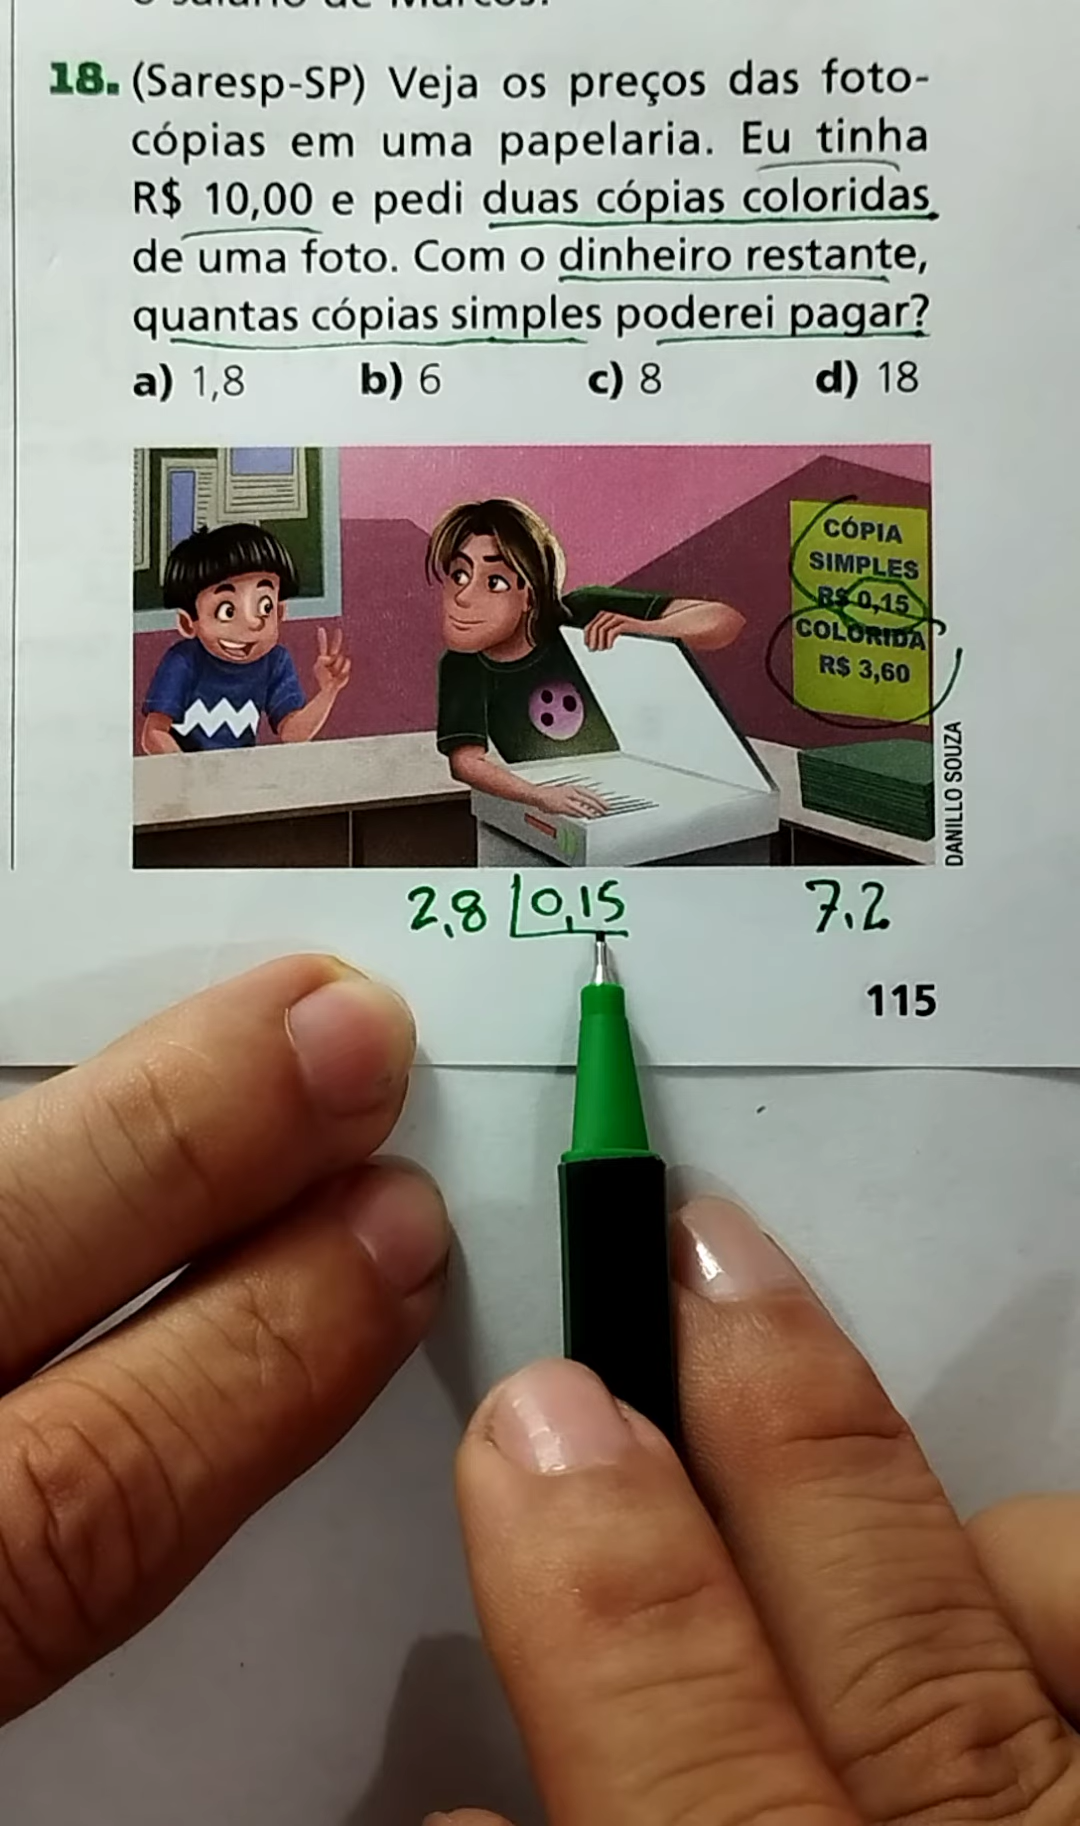 18. (Saresp-SP) Veja os preços das foto-
cópias em uma papelaria. Eu tinha
R$ 10,00 e pedi duas cópias coloridas
de uma foto. Com o dinheiro restante,
quantas cópias simples poderei pagar?
a) 1,8 b) 6 c) 8 d) 18
CÓPIA
SIMPLES
R$ 0,15
COLORIDA
R$ 3,60
DANILLO SOUZA
2,8 0,15 7,2
115